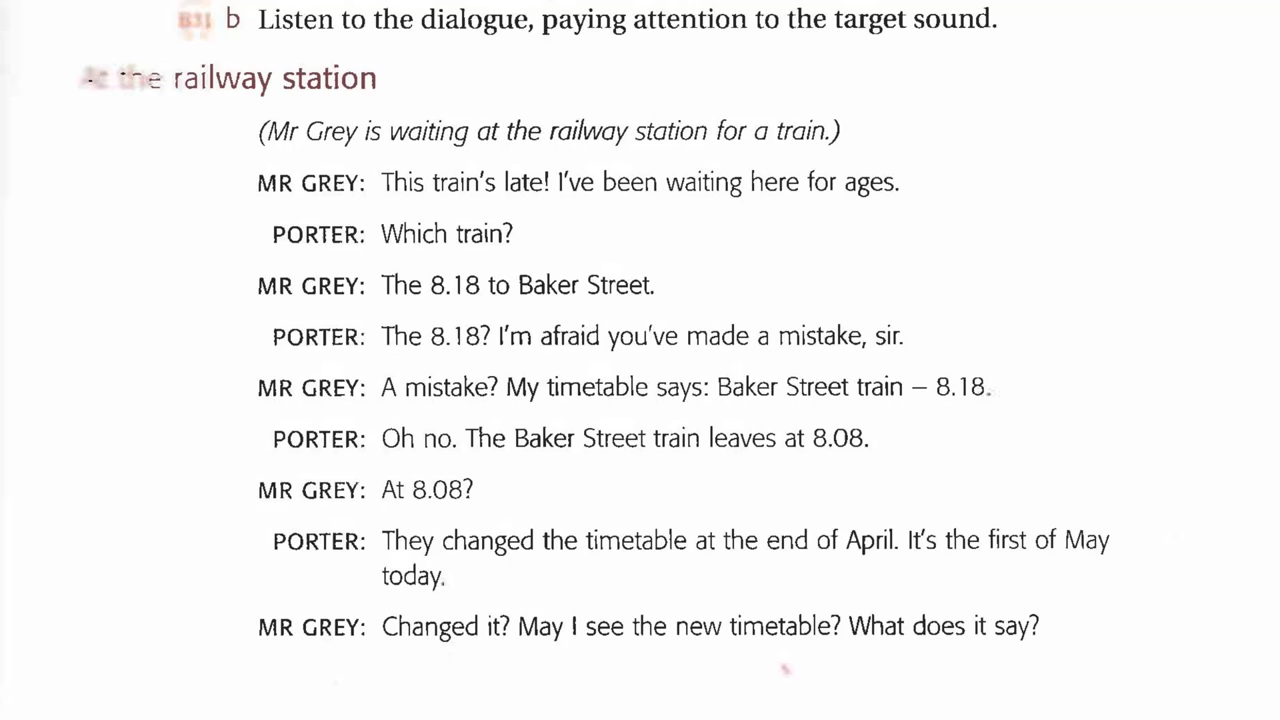 b Listen to the dialogue, paying attention to the target sound.
At the railway station
(Mr Grey is waiting at the railway station for a train.)
MR GREY: This train's late! I've been waiting here for ages.
PORTER: Which train?
MR GREY: The 8.18 to Baker Street.
PORTER: The 8.18? I'm afraid you've made a mistake, sir.
MR GREY: A mistake? My timetable says: Baker Street train – 8.18.
PORTER: Oh no. The Baker Street train leaves at 8.08.
MR GREY: At 8.08?
PORTER: They changed the timetable at the end of April. It's the first of May
today.
MR GREY: Changed it? May I see the new timetable? What does it say?